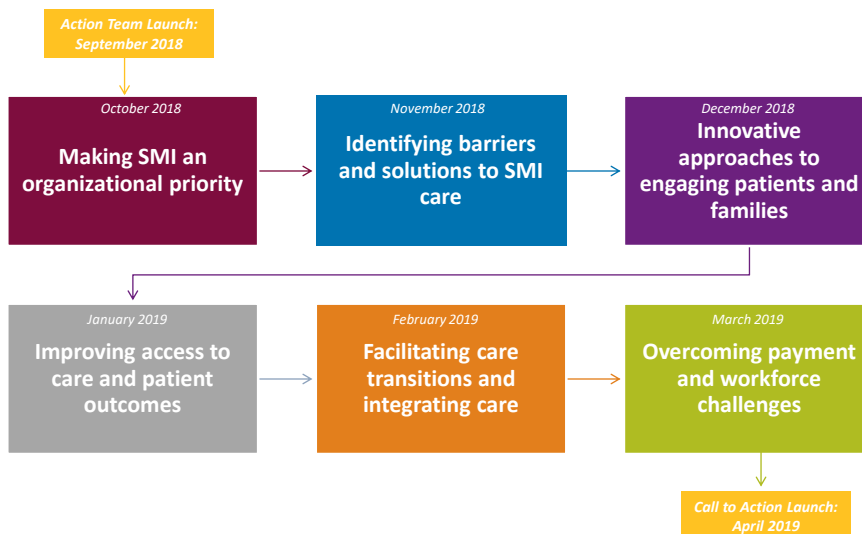 Action Team Launch:
September 2018
October 2018
Making SMI an
organizational priority
November 2018
Identifying barriers
and solutions to SMI
care
December 2018
Innovative
approaches to
engaging patients and
families
January 2019
Improving access to
care and patient
outcomes
February 2019
Facilitating care
transitions and
integrating care
March 2019
Overcoming payment
and workforce
challenges
Call to Action Launch:
April 2019